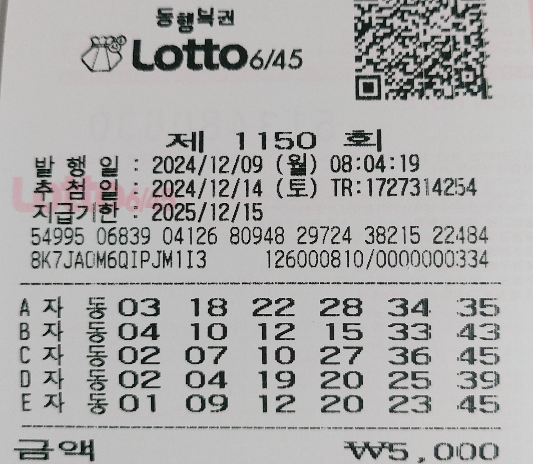 동행복권
Lotto 6/45
제 1150 회
발 행 일 : 2024/12/09 (월) 08:04:19
추 첨 일 : 2024/12/14 (토) TR:1727314254
지급기한 : 2025/12/15
54995 06839 04126 80948 29724 38215 22484
8K7JADM6QIPJM1I3 126000810/0000000334
A 자 동 03 18 22 28 34 35
B 자 동 04 10 12 15 33 43
C 자 동 02 07 10 27 36 45
D 자 동 02 04 19 20 25 39
E 자 동 01 09 12 20 23 45
금액 ₩5,000